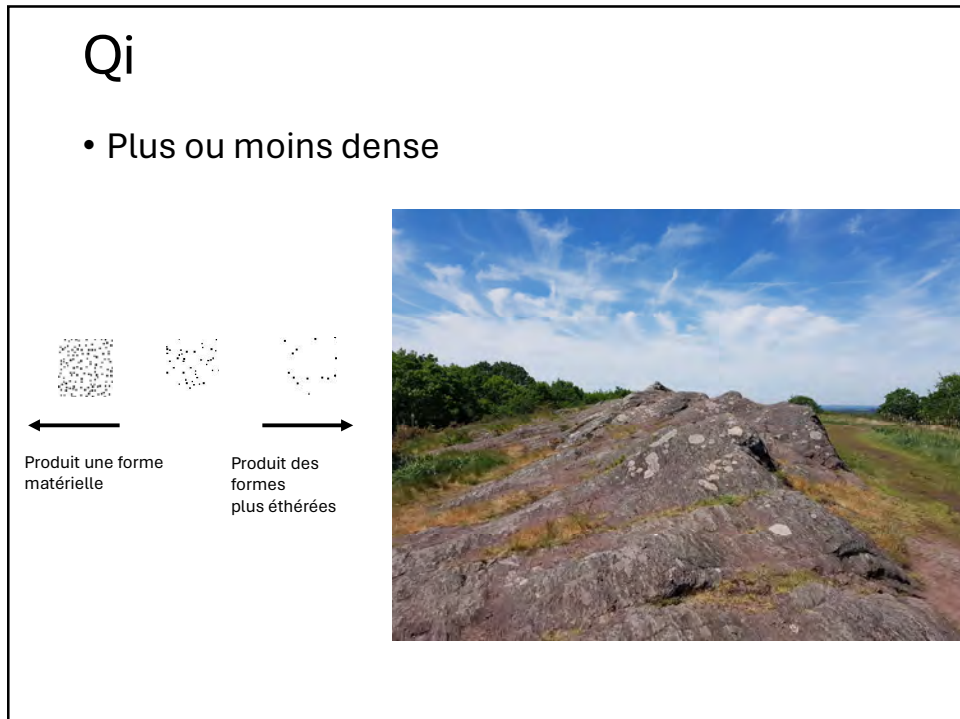 Qi
• Plus ou moins dense
Produit une forme
matérielle
Produit des
formes
plus éthérées